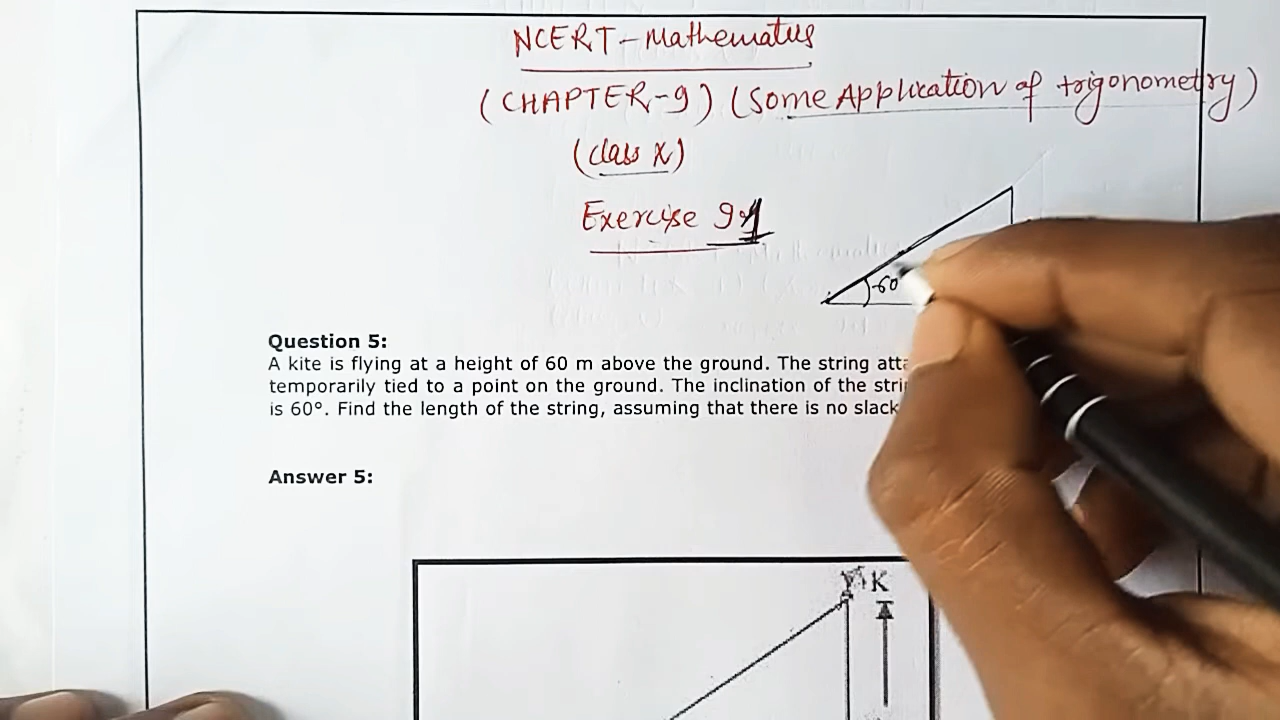 NCERT-Mathematics
(CHAPTER-9) (Some Application of trigonometry)
(class X)
Exercise 9.1
60
Question 5:
A kite is flying at a height of 60 m above the ground. The string
temporarily tied to a point on the ground. The inclination of the
is 60°. Find the length of the string, assuming that there is no slack
Answer 5:
K